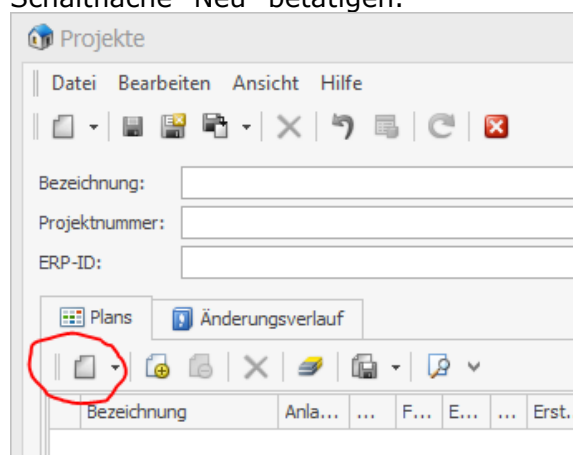 Schaltfläche "Neu" betätigen.
Projekte
Datei Bearbeiten Ansicht Hilfe
Bezeichnung:
Projektnummer:
ERP-ID:
Plans Änderungsverlauf
Bezeichnung Anla... ... F... E... ... Erst.